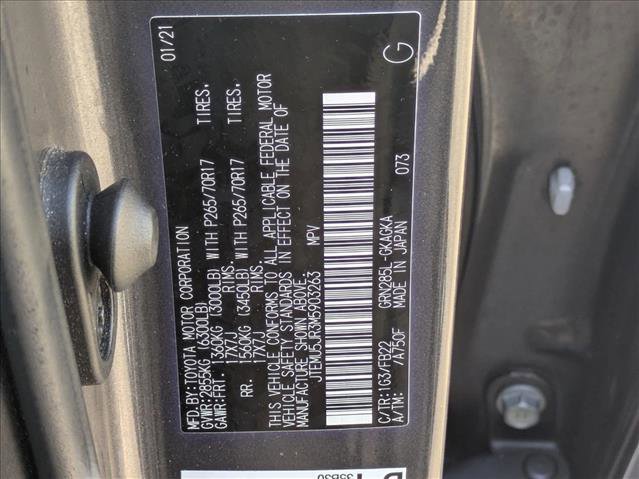 MFD.BY:TOYOTA MOTOR CORPORATION 01/21
GVWR:2855KG (6300LB)
GAWR:FRT. 1360KG (3000LB) WITH P265/70R17 TIRES.
17X7J RIMS.
RR. 1560KG (3450LB) WITH P265/70R17 TIRES.
17X7J RIMS.
THIS VEHICLE CONFORMS TO ALL APPLICABLE FEDERAL MOTOR
VEHICLE SAFETY STANDARDS IN EFFECT ON THE DATE OF
MANUFACTURE SHOWN ABOVE.
JTEMU5JR3M5903263 MPV
G
C/TR:1G3/FB22 GRN285L-GKAGKA
A/TM: /A750F MADE IN JAPAN 073
35B30